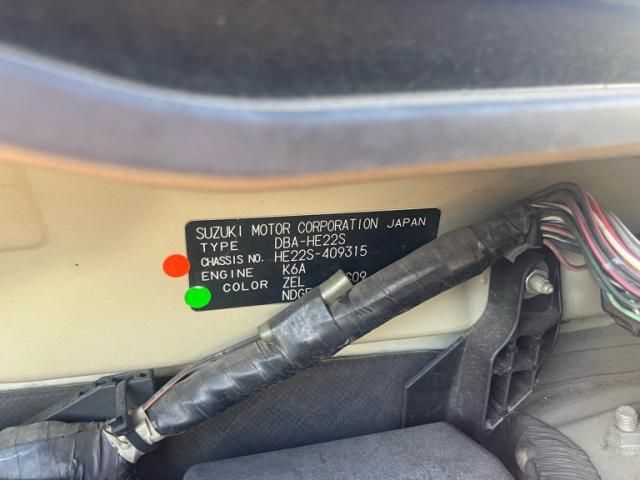 SUZUKI MOTOR CORPORATION JAPAN
TYPE DBA-HE22S
CHASSIS NO. HE22S-409315
ENGINE K6A
COLOR ZEL